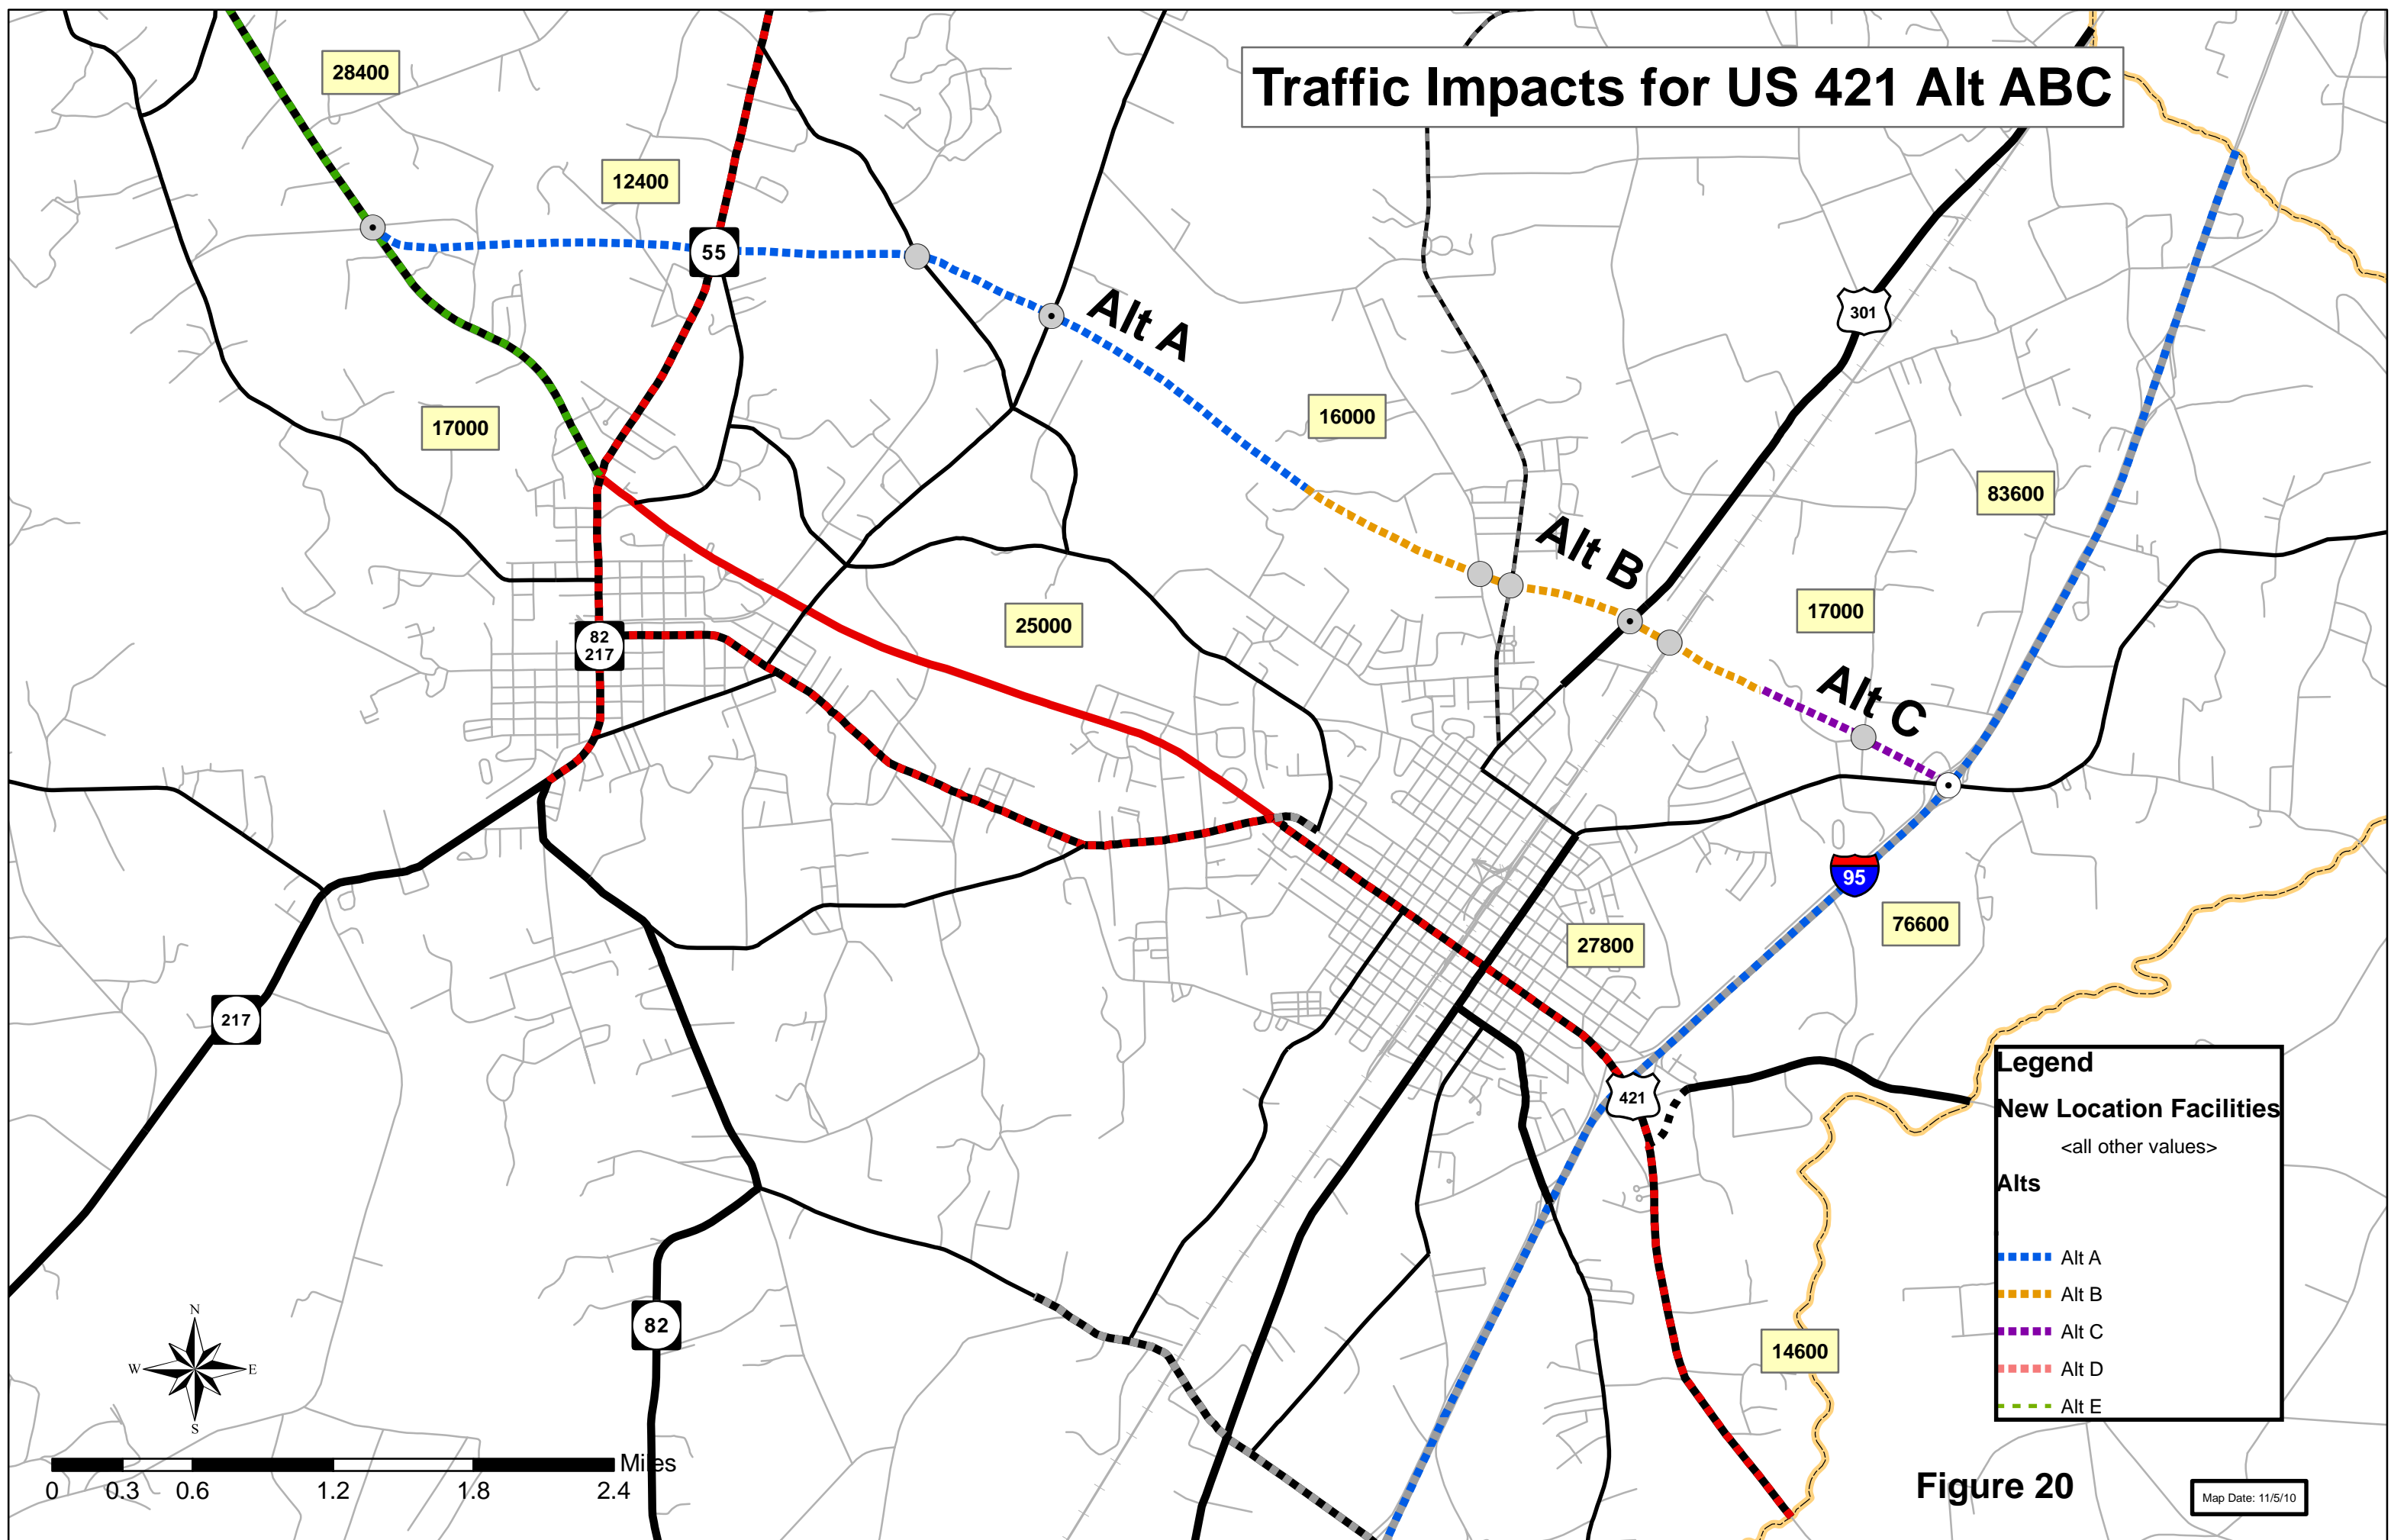 Traffic Impacts for US 421 Alt ABC
28400
12400
55
Alt A
301
16000
17000
83600
Alt B
17000
25000
82
217
Alt C
95
76600
27800
217
421
Legend
New Location Facilities
<all other values>
Alts
Alt A
Alt B
Alt C
Alt D
Alt E
82
14600
N
W
E
S
Miles
0 0.3 0.6 1.2 1.8 2.4
Figure 20
Map Date: 11/5/10